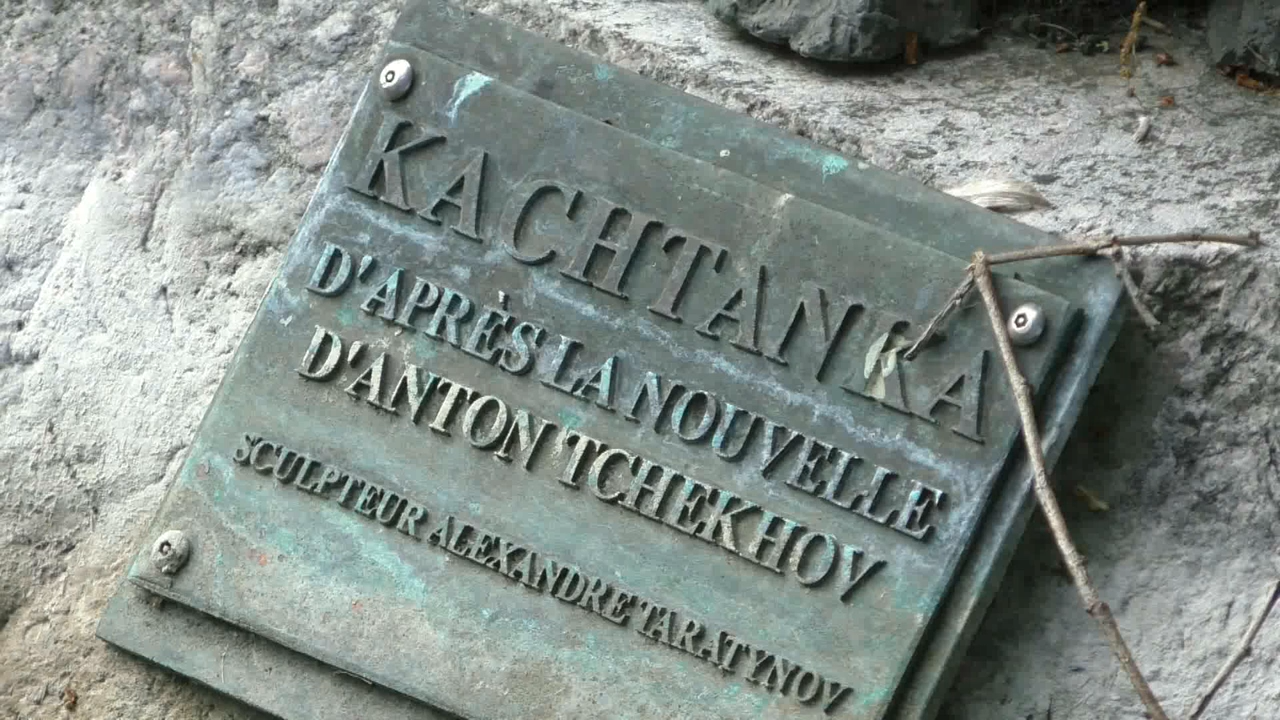 KACHTANKA
D'APRÈS LA NOUVELLE
D'ANTON TCHEKHOV
SCULPTEUR ALEXANDRE TARATYNOV